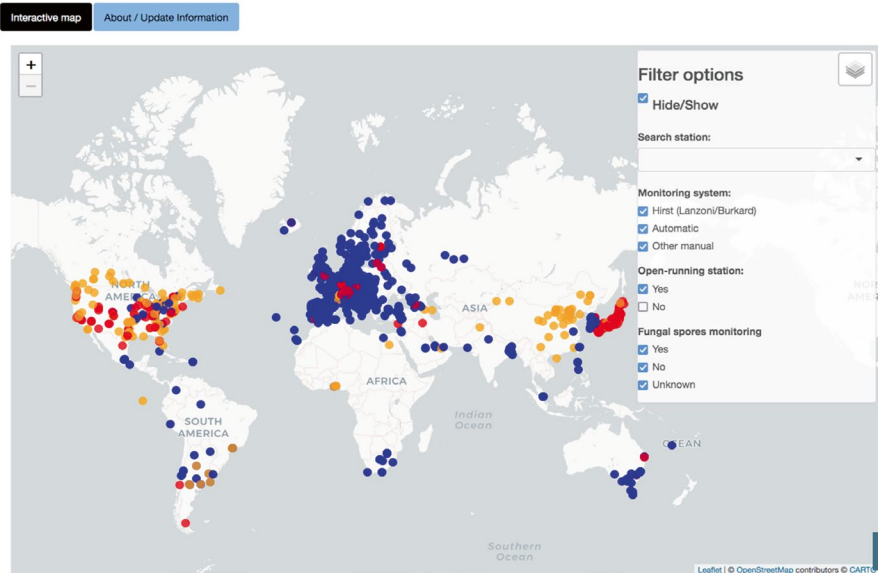 Interactive map
About / Update Information
+
−
Filter options
Hide/Show
Search station:
Monitoring system:
Hirst (Lanzoni/Burkard)
Automatic
Other manual
Open-running station:
Yes
No
Fungal spores monitoring
Yes
No
Unknown
NORTH
AMERICA
ASIA
AFRICA
SOUTH
AMERICA
Indian
Ocean
OCEAN
Southern
Ocean
Leaflet | © OpenStreetMap contributors © CARTO